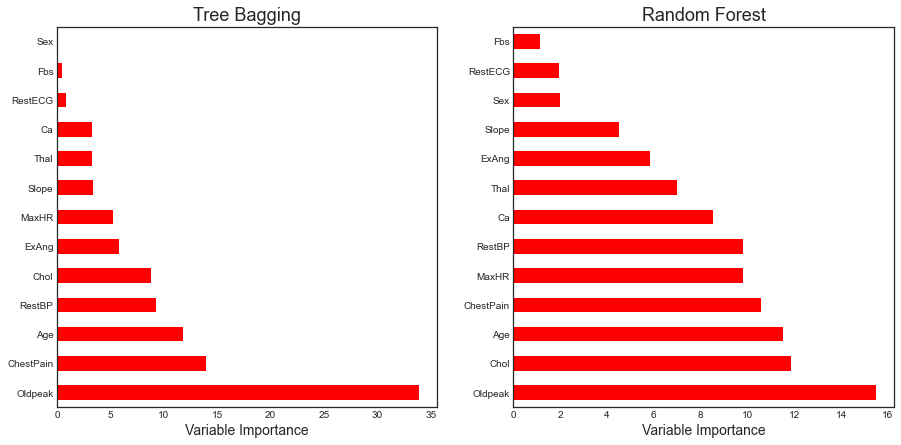 Tree Bagging
Sex
Fbs
RestECG
Ca
Thal
Slope
MaxHR
ExAng
Chol
RestBP
Age
ChestPain
Oldpeak
0 5 10 15 20 25 30 35
Variable Importance
Random Forest
Fbs
RestECG
Sex
Slope
ExAng
Thal
Ca
RestBP
MaxHR
ChestPain
Age
Chol
Oldpeak
0 2 4 6 8 10 12 14 16
Variable Importance